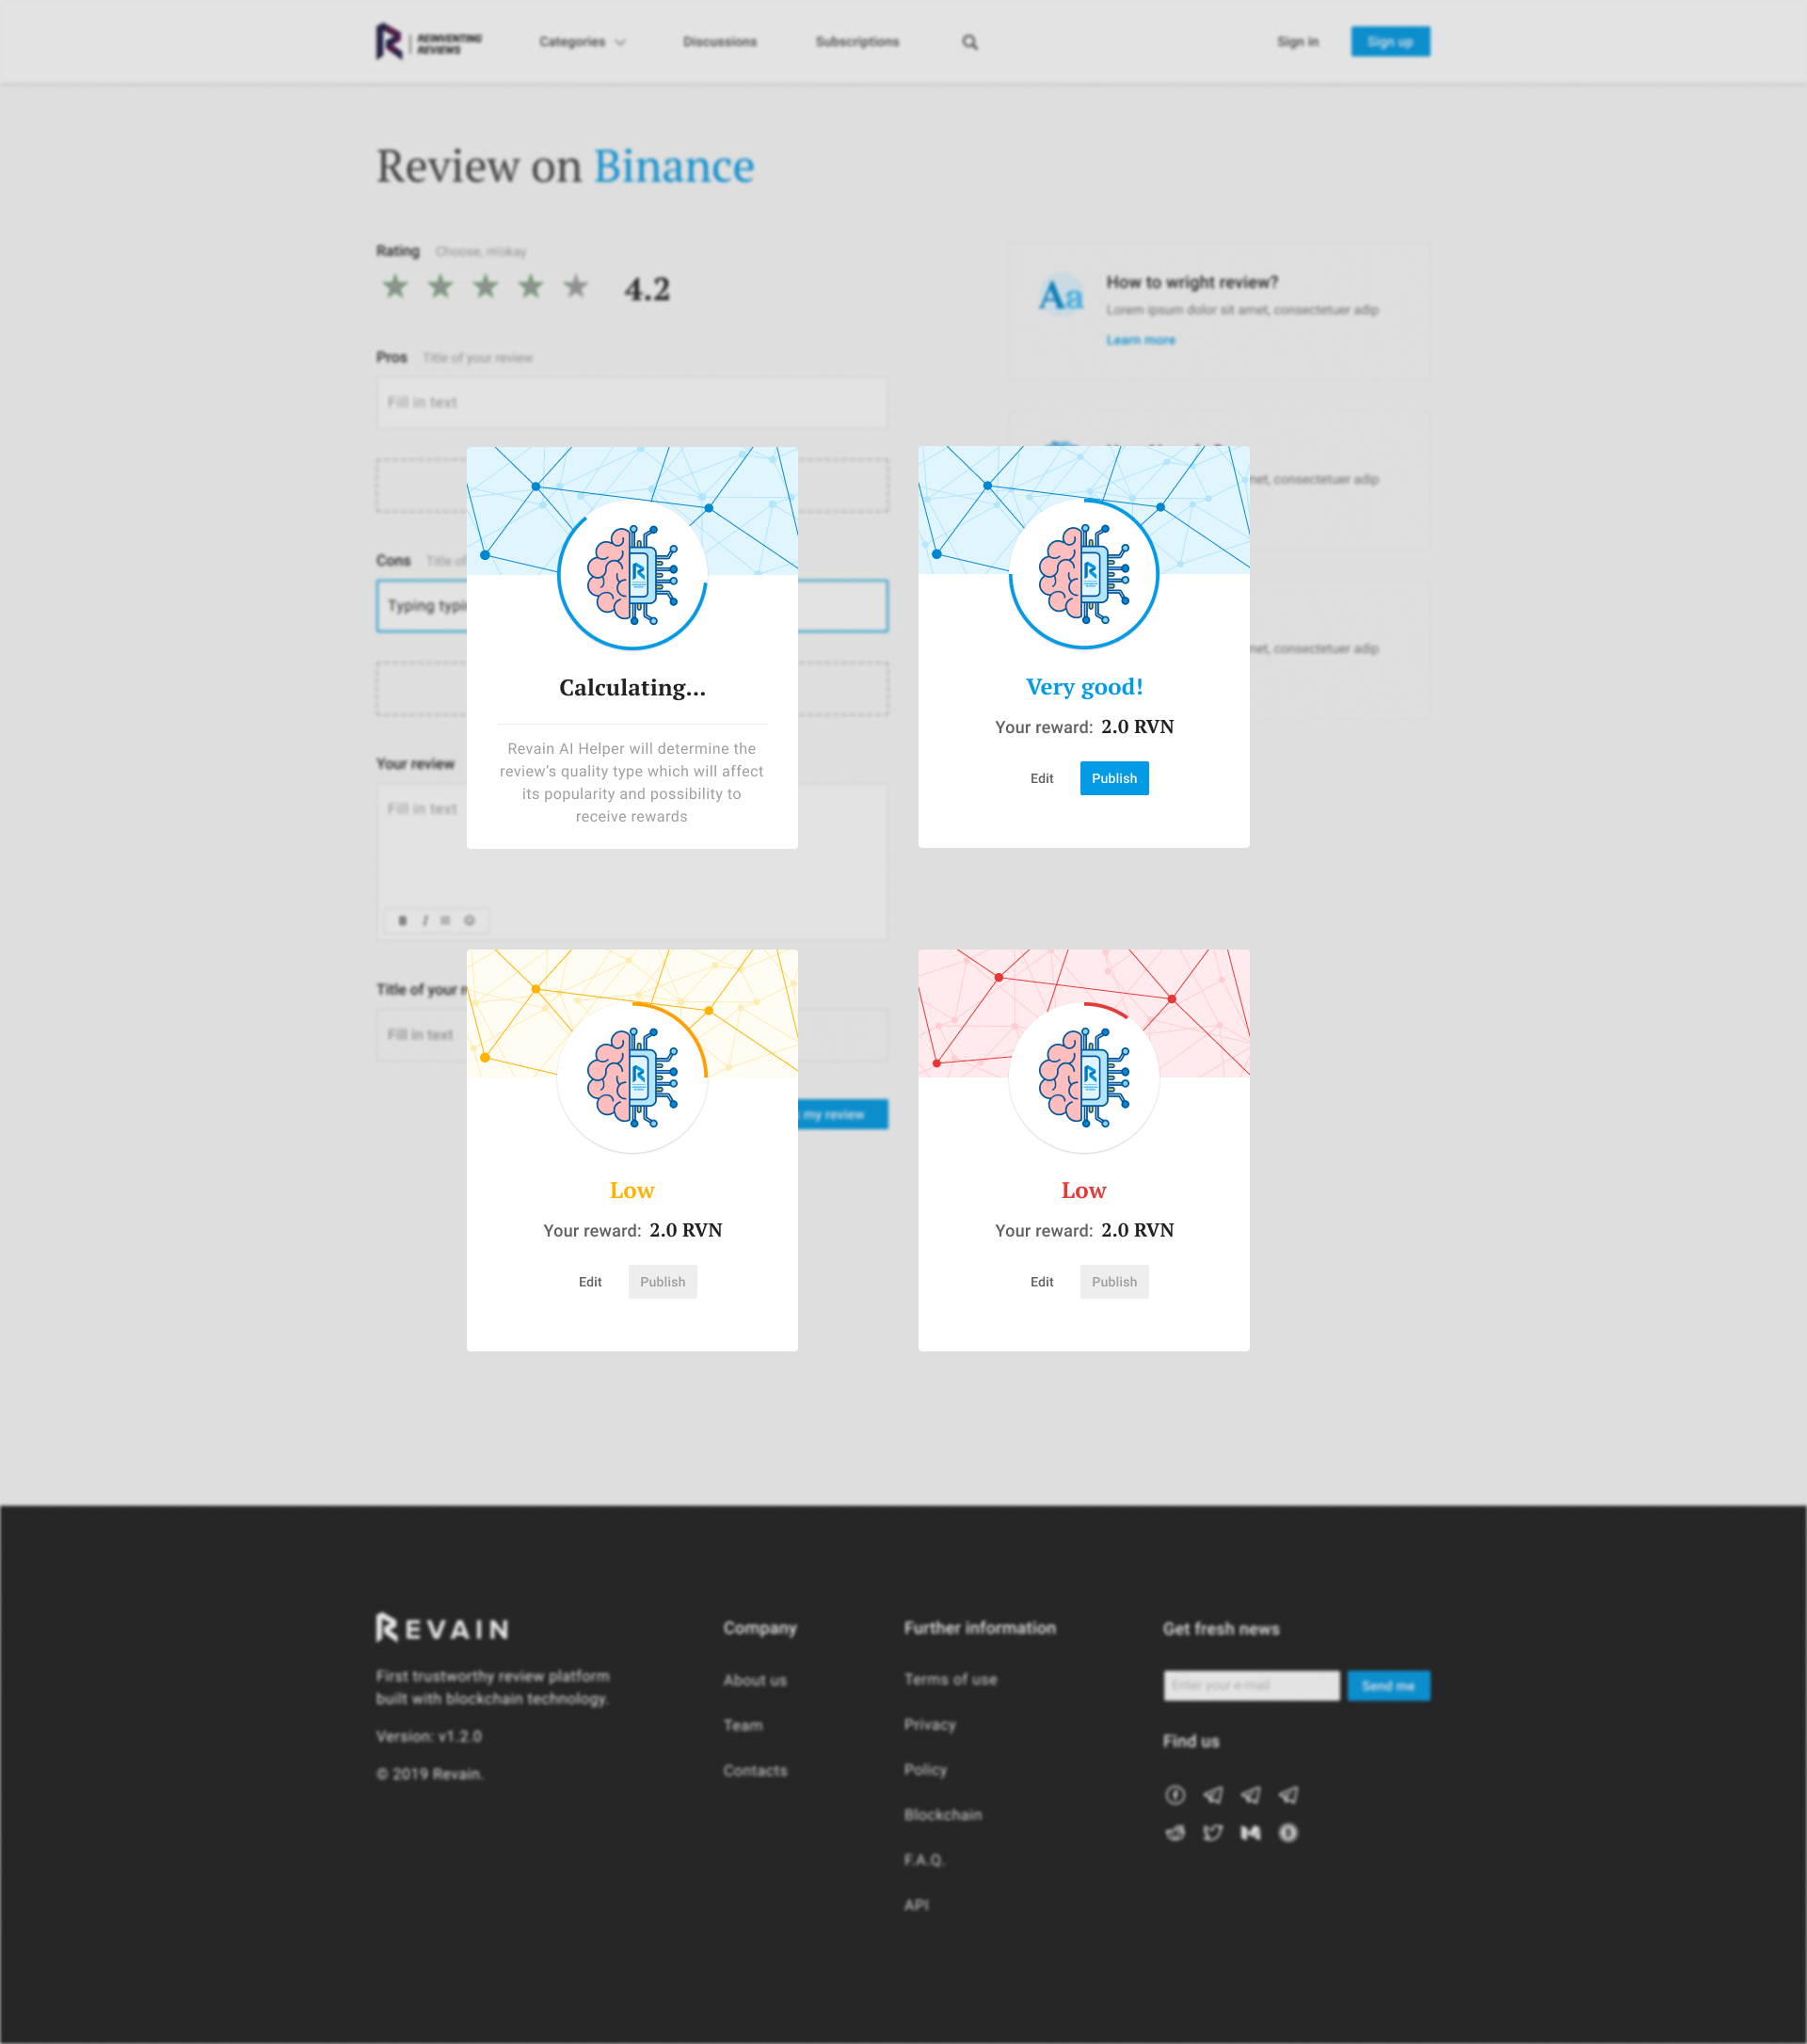 REINVENTING
REVIEWS
Categories
Discussions
Subscriptions
Sign in
Sign up
Review on Binance
Rating Choose, m'ckay
4.2
How to wright review?
Lorem ipsum dolor sit amet, consectetuer adip
Learn more
Pros Title of your review
Fill in text
met, consectetuer adip
Cons Title of
Typing typi
met, consectetuer adip
Calculating...
Revain AI Helper will determine the
review's quality type which will affect
its popularity and possibility to
receive rewards
Very good!
Your reward: 2.0 RVN
Edit
Publish
Your review
Fill in text
B I
Title of your r
Fill in text
my review
Low
Your reward: 2.0 RVN
Edit
Publish
Low
Your reward: 2.0 RVN
Edit
Publish
REVAIN
First trustworthy review platform
built with blockchain technology.
Version: v1.2.0
© 2019 Revain.
Company
About us
Team
Contacts
Further information
Terms of use
Privacy
Policy
Blockchain
F.A.Q.
API
Get fresh news
Enter your e-mail
Send me
Find us